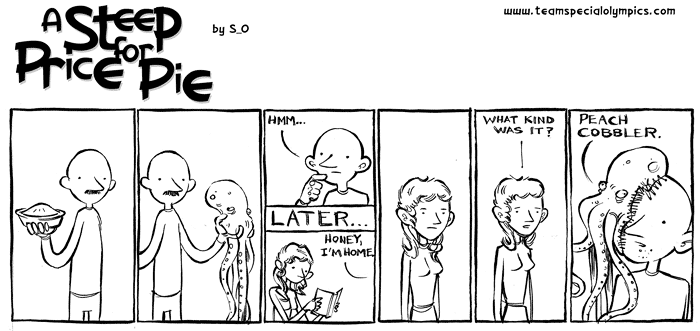 A STEEP
PRICE for PIE
by S_O
www.teamspecialolympics.com
HMM...
LATER...
HONEY,
I'M HOME.
WHAT KIND
WAS IT?
PEACH
COBBLER.